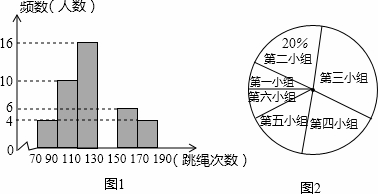 频数(人数)
16
10
6
4
0
70 90 110 130 150 170 190 (跳绳次数)
图1
20%
第二小组
第三小组
第一小组
第六小组
第五小组
第四小组
图2